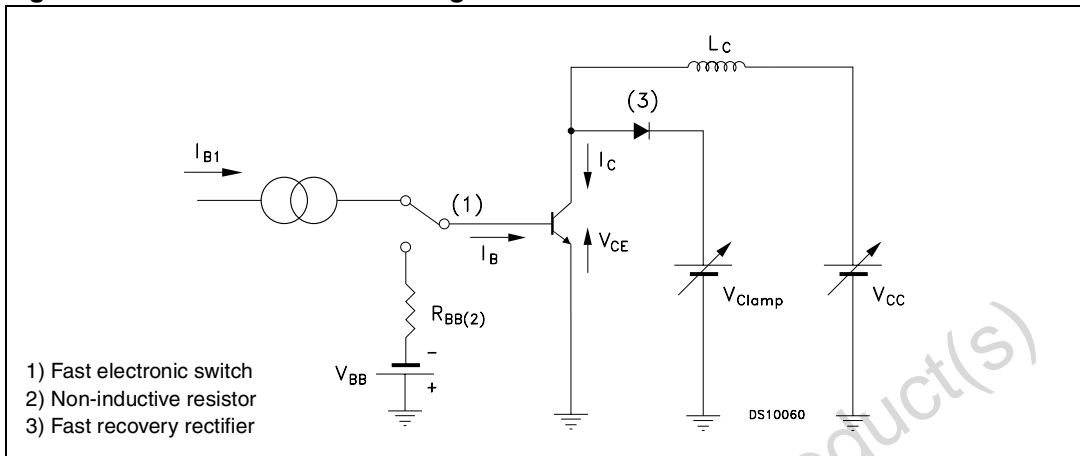 L_C
(3)
I_B1
I_C
(1)
I_B
V_CE
V_Clamp
V_CC
R_BB(2)
−
V_BB
+
1) Fast electronic switch
2) Non-inductive resistor
3) Fast recovery rectifier
DS10060